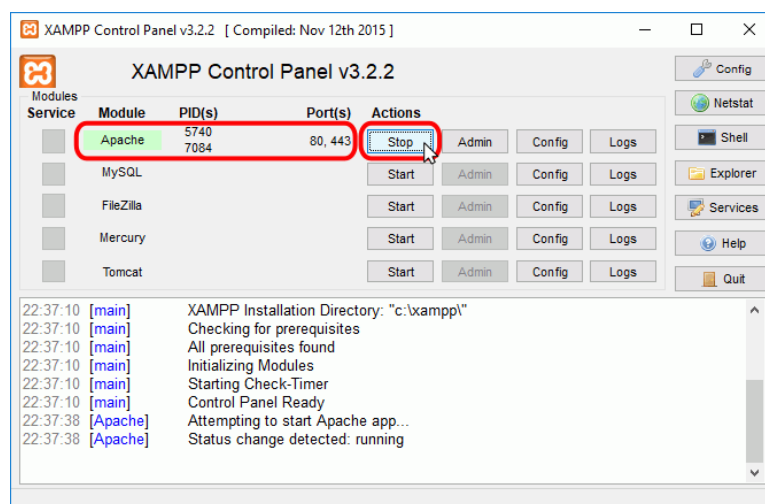 XAMPP Control Panel v3.2.2 [ Compiled: Nov 12th 2015 ]
XAMPP Control Panel v3.2.2
Config
Modules
Service Module PID(s) Port(s) Actions
Netstat
Apache 5740 7084 80, 443 Stop Admin Config Logs
Shell
MySQL Start Admin Config Logs
Explorer
FileZilla Start Admin Config Logs
Services
Mercury Start Admin Config Logs
Help
Tomcat Start Admin Config Logs
Quit
22:37:10 [main] XAMPP Installation Directory: "c:\xampp\"
22:37:10 [main] Checking for prerequisites
22:37:10 [main] All prerequisites found
22:37:10 [main] Initializing Modules
22:37:10 [main] Starting Check-Timer
22:37:10 [main] Control Panel Ready
22:37:38 [Apache] Attempting to start Apache app...
22:37:38 [Apache] Status change detected: running